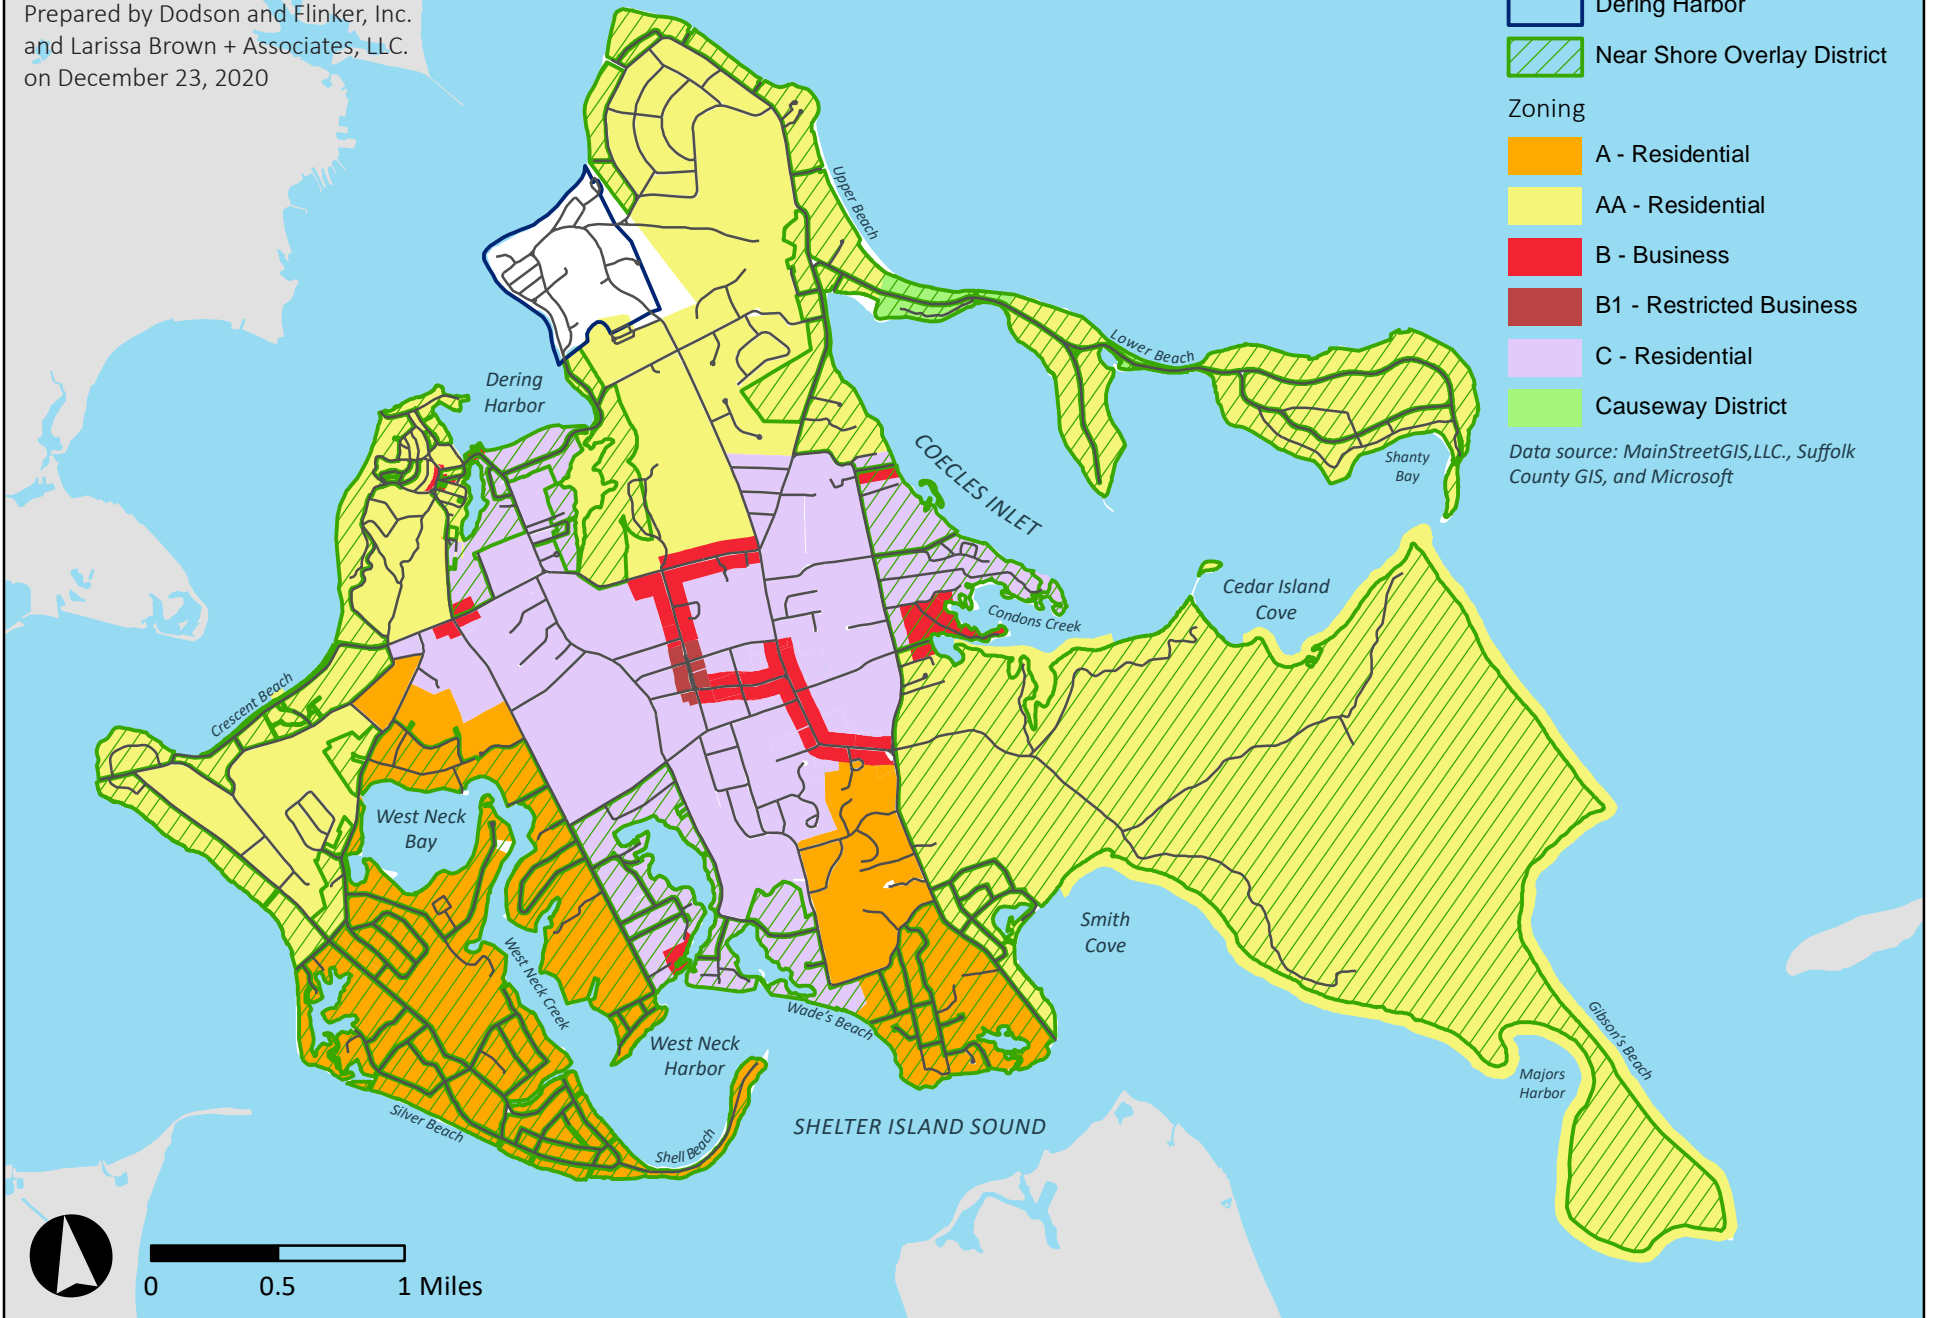 Prepared by Dodson and Flinker, Inc.
and Larissa Brown + Associates, LLC.
on December 23, 2020
Dering Harbor
Near Shore Overlay District
Zoning
A - Residential
AA - Residential
B - Business
B1 - Restricted Business
C - Residential
Causeway District
Data source: MainStreetGIS,LLC., Suffolk
County GIS, and Microsoft
Upper Beach
Lower Beach
Dering
Harbor
COECLES INLET
Shanty
Bay
Cedar Island
Cove
Condons Creek
Crescent Beach
West Neck
Bay
Smith
Cove
West Neck Creek
Wade's Beach
West Neck
Harbor
Gibson's Beach
Majors
Harbor
Silver Beach
Shell Beach
SHELTER ISLAND SOUND
0 0.5 1 Miles